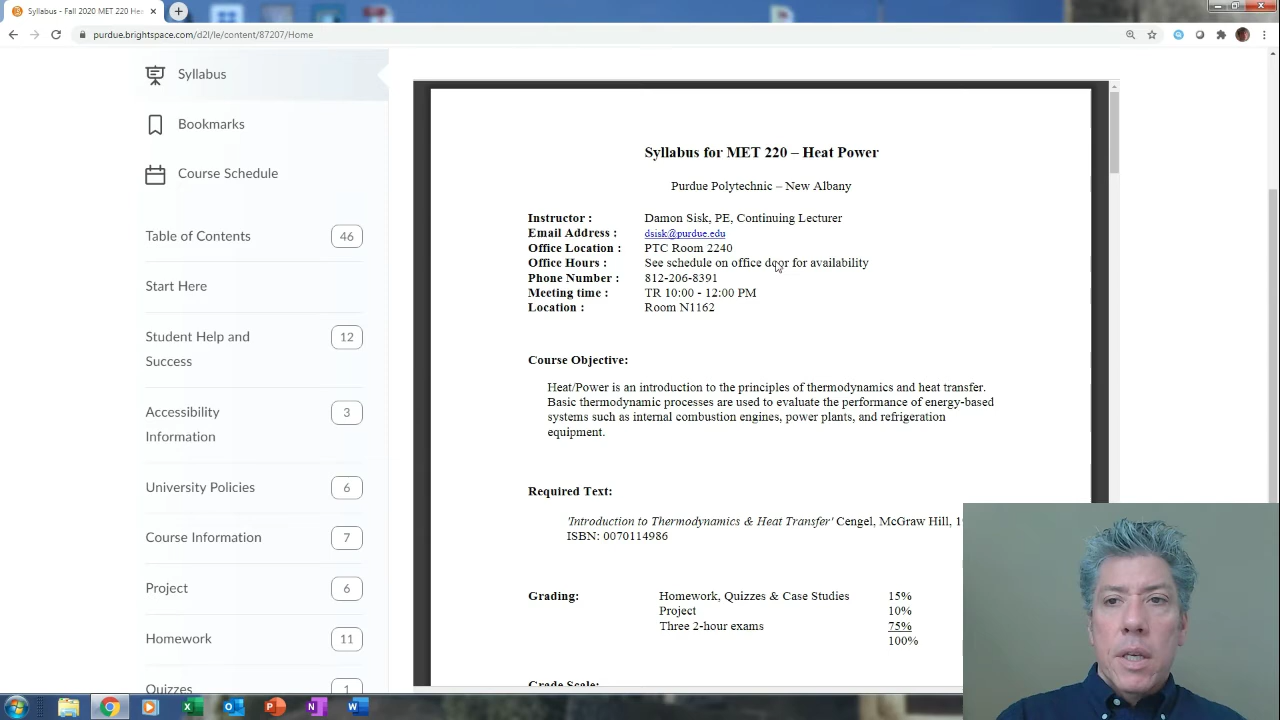 Syllabus - Fall 2020 MET 220 Hea
purdue.brightspace.com/d2l/le/content/87207/Home
Syllabus
Bookmarks
Course Schedule
Table of Contents 46
Start Here
Student Help and 12
Success
Accessibility 3
Information
University Policies 6
Course Information 7
Project 6
Homework 11
Quizzes 1
Syllabus for MET 220 – Heat Power
Purdue Polytechnic – New Albany
Instructor : Damon Sisk, PE, Continuing Lecturer
Email Address : dsisk@purdue.edu
Office Location : PTC Room 2240
Office Hours : See schedule on office door for availability
Phone Number : 812-206-8391
Meeting time : TR 10:00 - 12:00 PM
Location : Room N1162
Course Objective:
Heat/Power is an introduction to the principles of thermodynamics and heat transfer.
Basic thermodynamic processes are used to evaluate the performance of energy-based
systems such as internal combustion engines, power plants, and refrigeration
equipment.
Required Text:
'Introduction to Thermodynamics & Heat Transfer' Cengel, McGraw Hill, 1
ISBN: 0070114986
Grading: Homework, Quizzes & Case Studies 15%
Project 10%
Three 2-hour exams 75%
100%
Grade Scale: